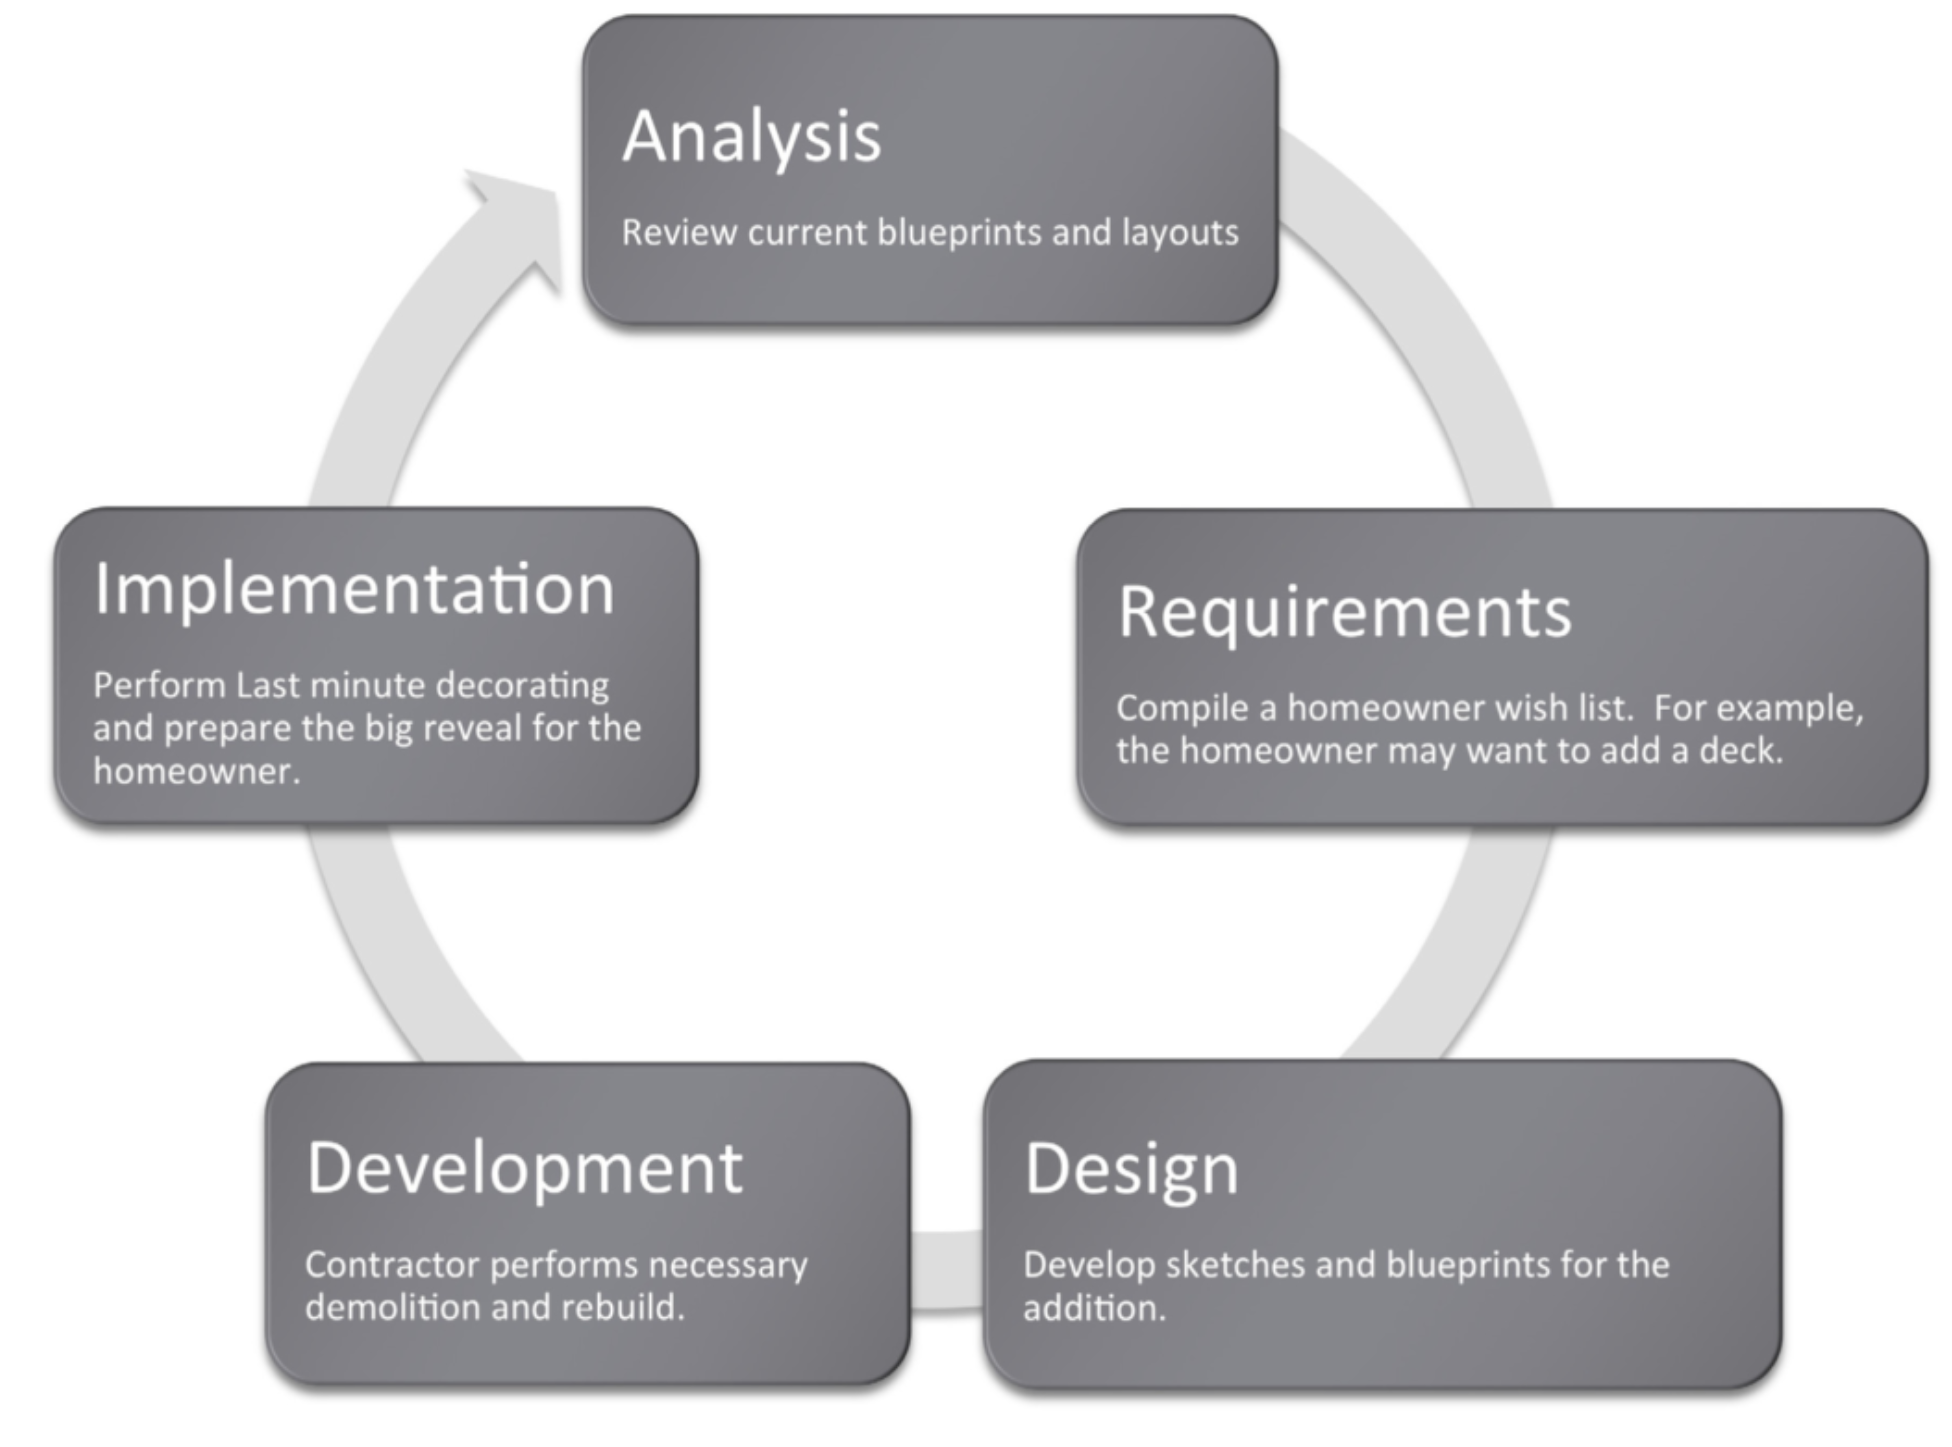 Analysis
Review current blueprints and layouts
Requirements
Compile a homeowner wish list.  For example,
the homeowner may want to add a deck.
Design
Develop sketches and blueprints for the
addition.
Development
Contractor performs necessary
demolition and rebuild.
Implementation
Perform Last minute decorating
and prepare the big reveal for the
homeowner.